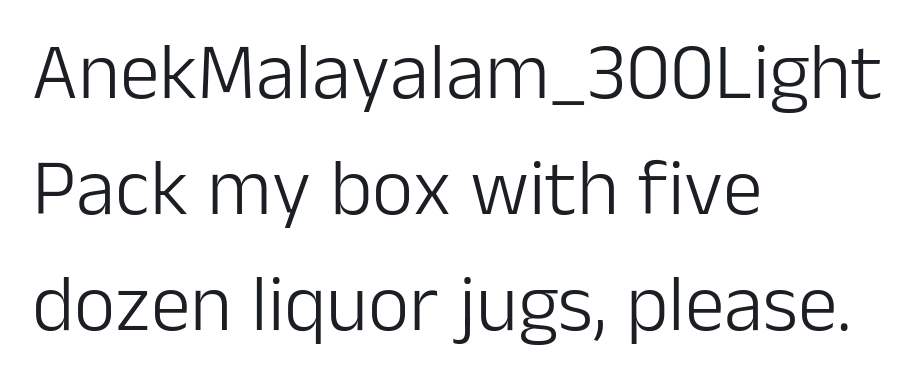 AnekMalayalam_300Light
Pack my box with five
dozen liquor jugs, please.